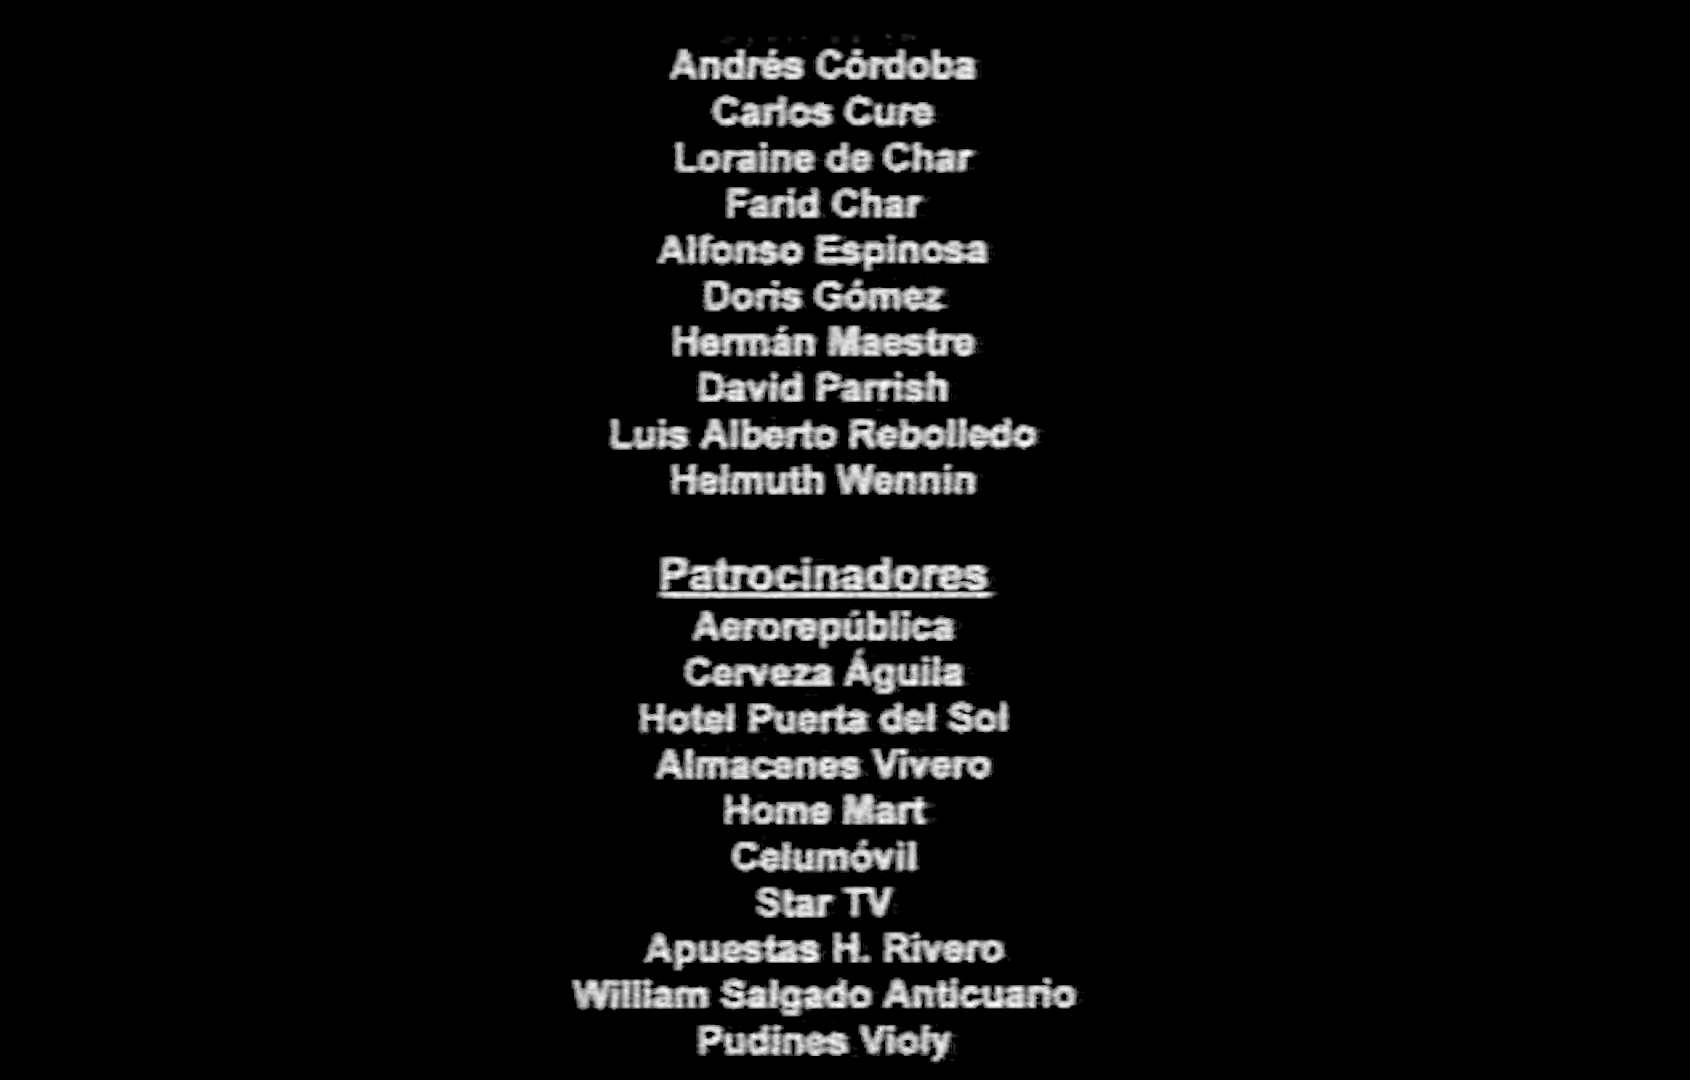 Andrés Córdoba
Carlos Cure
Loraine de Char
Farid Char
Alfonso Espinosa
Doris Gómez
Hermán Maestre
David Parrish
Luis Alberto Rebolledo
Helmuth Wennin
Patrocinadores
Aerorepública
Cerveza Águila
Hotel Puerta del Sol
Almacenes Vivero
Home Mart
Celumóvil
Star TV
Apuestas H. Rivero
William Salgado Anticuario
Pudines Violy